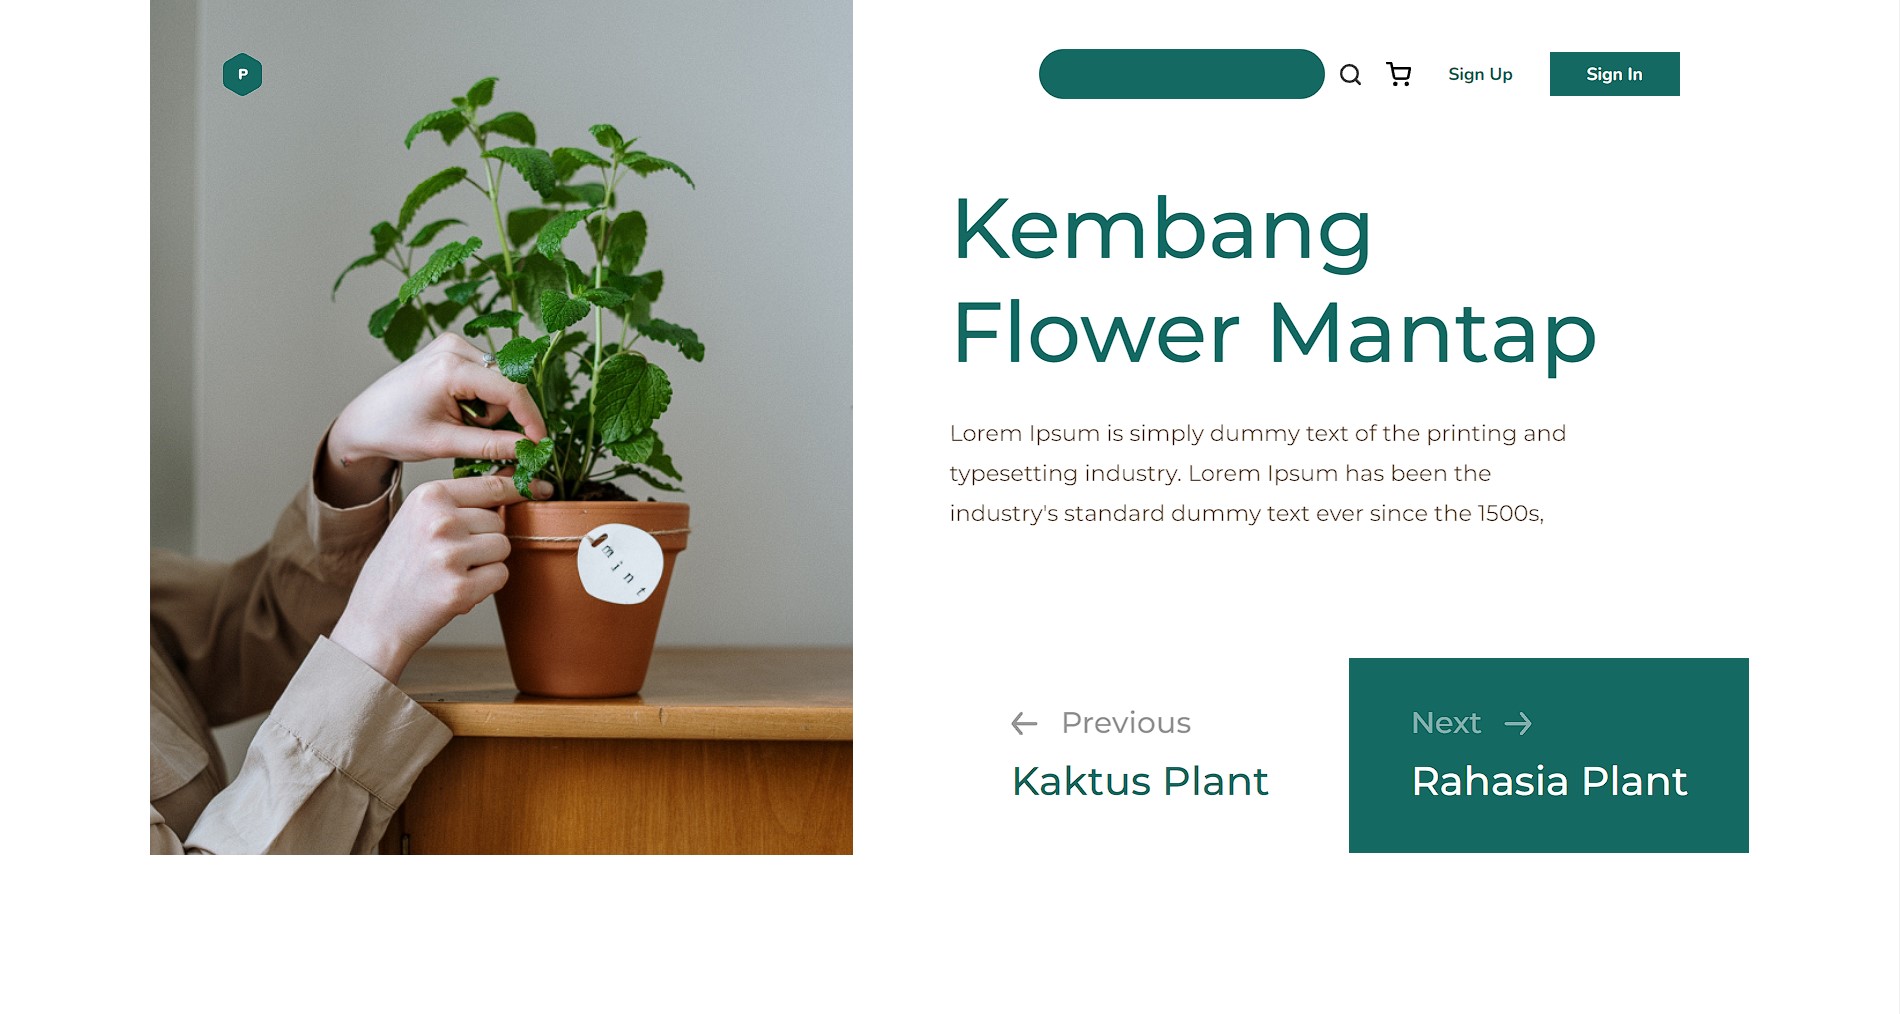 P
Sign Up
Sign In
Kembang
Flower Mantap
Lorem Ipsum is simply dummy text of the printing and
typesetting industry. Lorem Ipsum has been the
industry's standard dummy text ever since the 1500s,
mint
Previous
Kaktus Plant
Next
Rahasia Plant